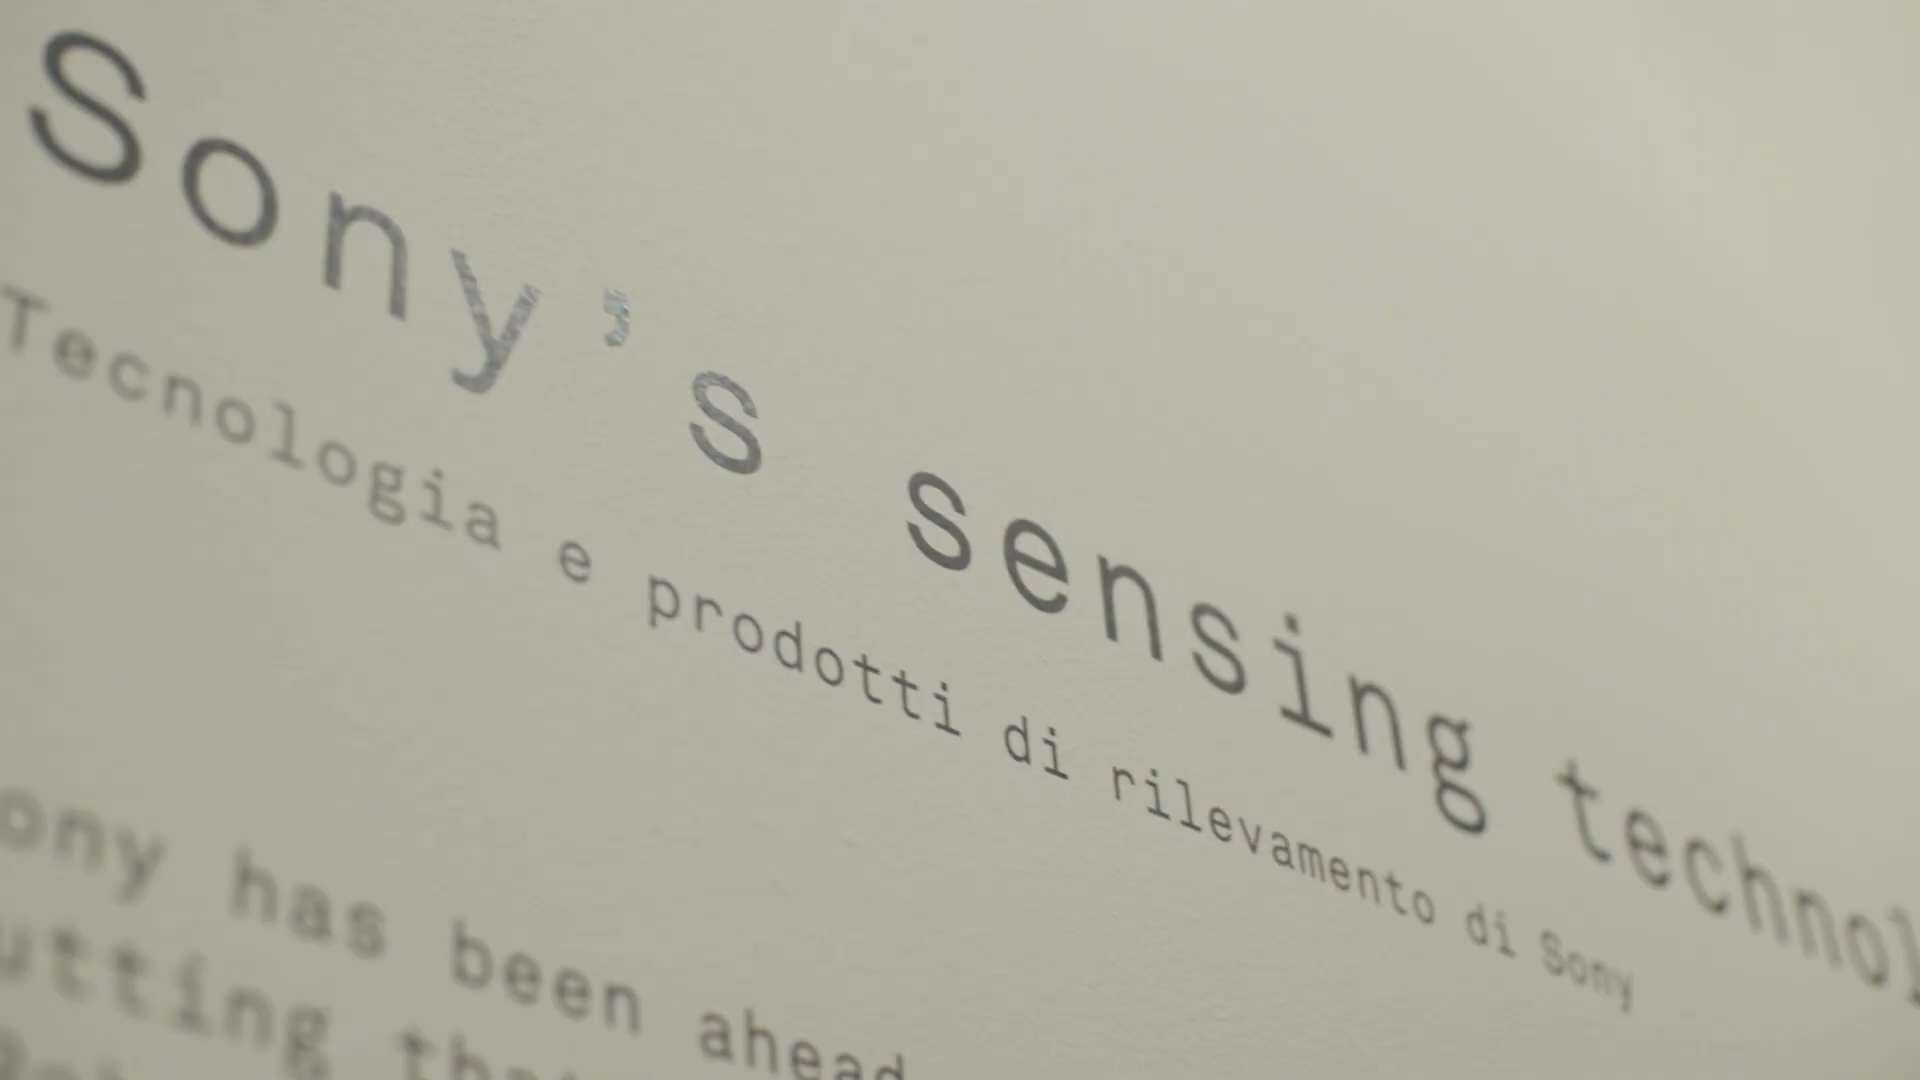 Sony's sensing technol
Tecnologia e prodotti di rilevamento di Sony
ony has been ahead
utting